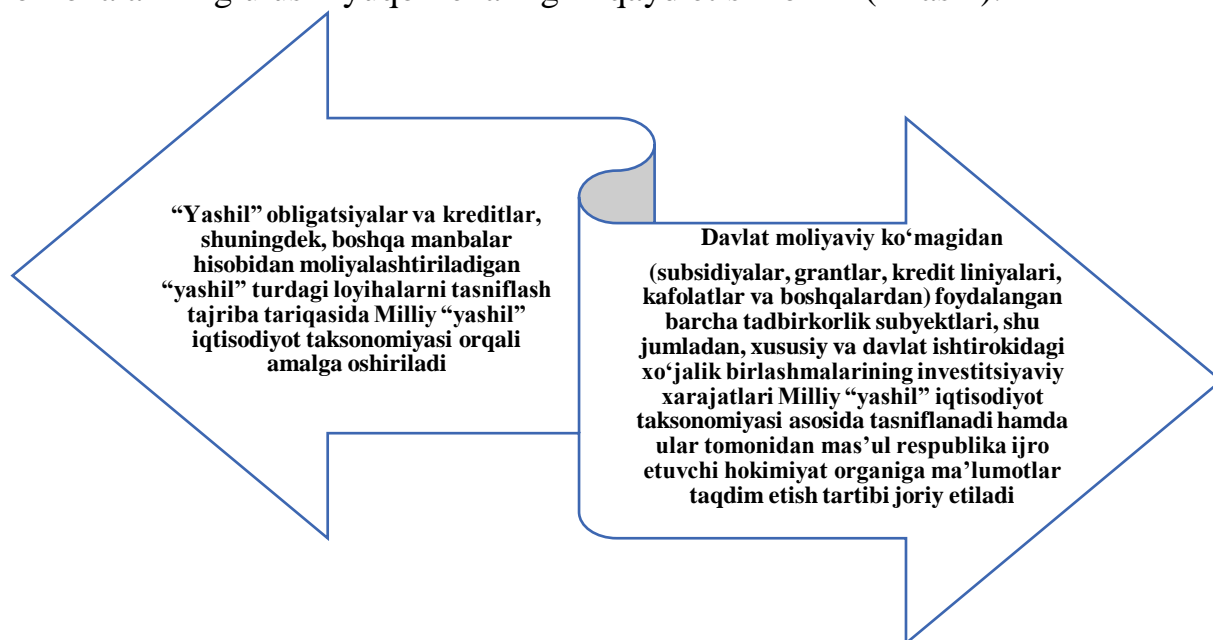 “Yashil” obligatsiyalar va kreditlar,
shuningdek, boshqa manbalar
hisobidan moliyalashtiriladigan
“yashil” turdagi loyihalarni tasniflash
tajriba tariqasida Milliy “yashil”
iqtisodiyot taksonomiyasi orqali
amalga oshiriladi
Davlat moliyaviy ko‘magidan
(subsidiyalar, grantlar, kredit liniyalari,
kafolatlar va boshqalardan) foydalangan
barcha tadbirkorlik subyektlari, shu
jumladan, xususiy va davlat ishtirokidagi
xo‘jalik birlashmalarining investitsiyaviy
xarajatlari Milliy “yashil” iqtisodiyot
taksonomiyasi asosida tasniflanadi hamda
ular tomonidan mas’ul respublika ijro
etuvchi hokimiyat organiga ma’lumotlar
taqdim etish tartibi joriy etiladi